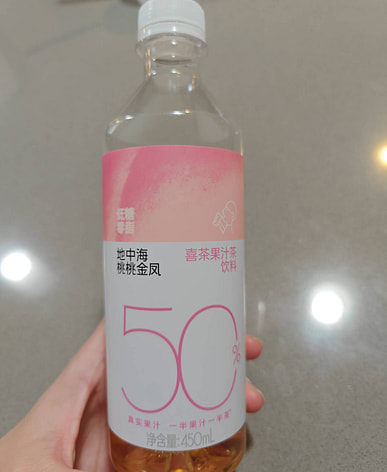 低糖
零脂
地中海
桃桃金凤
喜茶果汁茶
饮料
50%
真实果汁 一半果汁一半茶
净含量:450mL